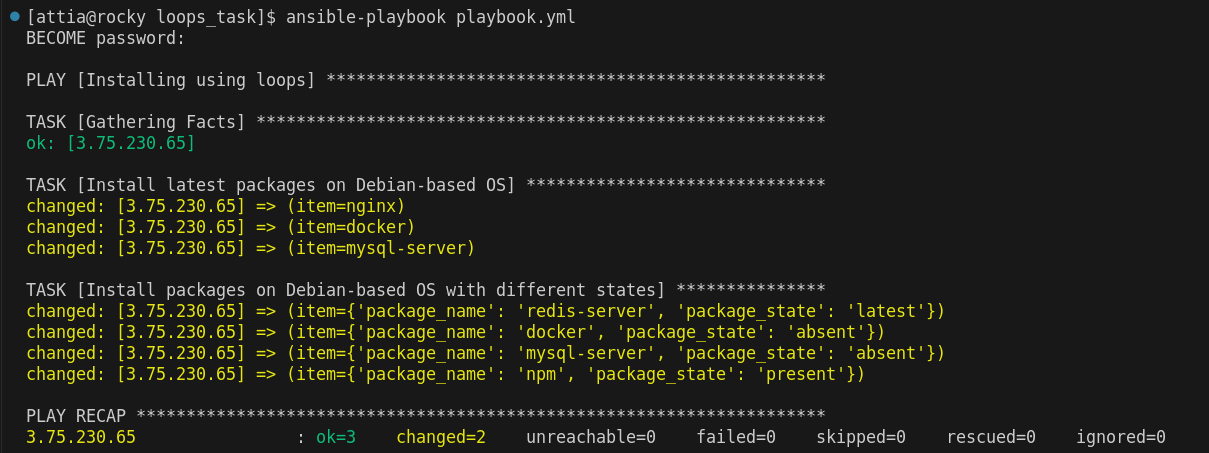 [attia@rocky loops_task]$ ansible-playbook playbook.yml
BECOME password:
PLAY [Installing using loops] **************************************************
TASK [Gathering Facts] *********************************************************
ok: [3.75.230.65]
TASK [Install latest packages on Debian-based OS] ******************************
changed: [3.75.230.65] => (item=nginx)
changed: [3.75.230.65] => (item=docker)
changed: [3.75.230.65] => (item=mysql-server)
TASK [Install packages on Debian-based OS with different states] ***************
changed: [3.75.230.65] => (item={'package_name': 'redis-server', 'package_state': 'latest'})
changed: [3.75.230.65] => (item={'package_name': 'docker', 'package_state': 'absent'})
changed: [3.75.230.65] => (item={'package_name': 'mysql-server', 'package_state': 'absent'})
changed: [3.75.230.65] => (item={'package_name': 'npm', 'package_state': 'present'})
PLAY RECAP *********************************************************************
3.75.230.65                : ok=3    changed=2    unreachable=0    failed=0    skipped=0    rescued=0    ignored=0